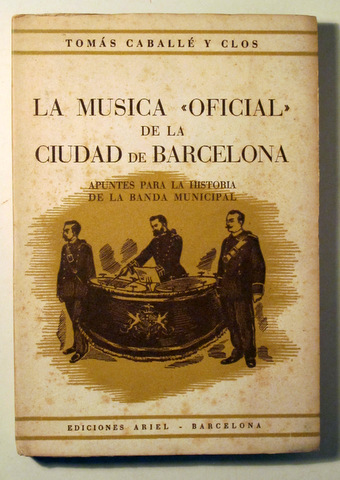 TOMÁS CABALLÉ Y CLOS
LA MUSICA «OFICIAL»
DE LA
CIUDAD DE BARCELONA
APUNTES PARA LA HISTORIA
DE LA BANDA MUNICIPAL
EDICIONES ARIEL - BARCELONA